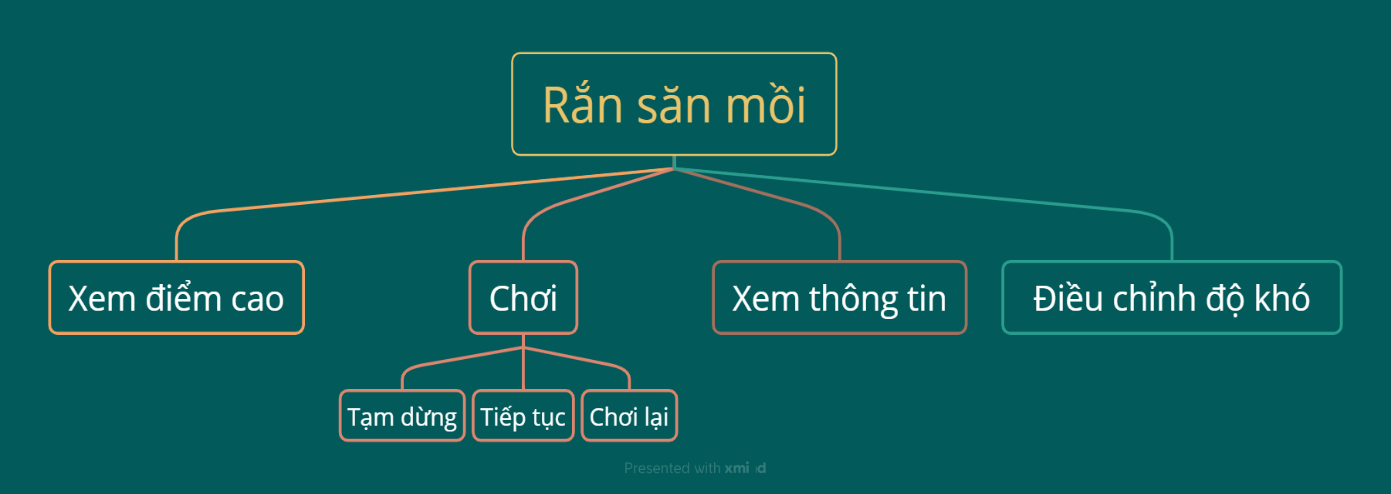 Rắn săn mồi
Xem điểm cao
Chơi
Xem thông tin
Điều chỉnh độ khó
Tạm dừng
Tiếp tục
Chơi lại
Presented with